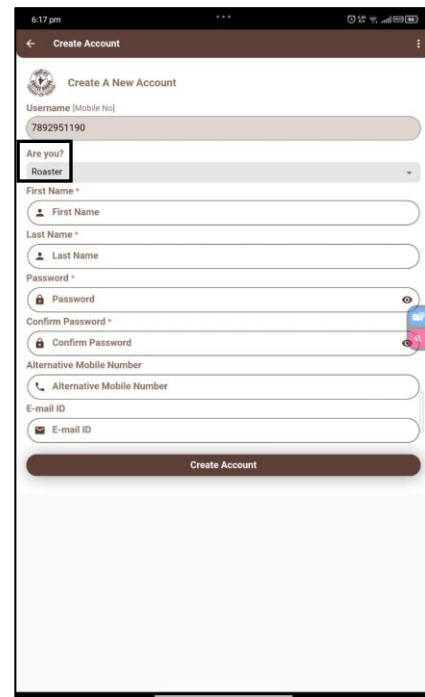 6:17 pm
Create Account
Create A New Account
Username [Mobile No]
7892951190
Are you?
Roaster
First Name *
First Name
Last Name *
Last Name
Password *
Password
Confirm Password *
Confirm Password
Alternative Mobile Number
Alternative Mobile Number
E-mail ID
E-mail ID
Create Account